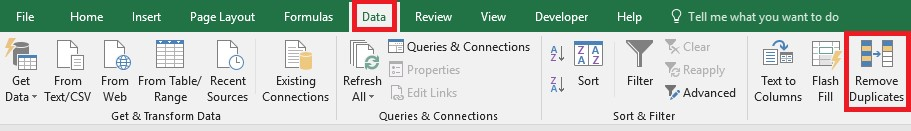 File Home Insert Page Layout Formulas Data Review View Developer Help Tell me what you want to do
Get Data
From Text/CSV
From Web
From Table/ Range
Recent Sources
Existing Connections
Get & Transform Data
Refresh All
Queries & Connections
Properties
Edit Links
Queries & Connections
A
Z
Z
A
Z A
A Z
Sort
Filter
Clear
Reapply
Advanced
Sort & Filter
Text to Columns
Flash Fill
Remove Duplicates